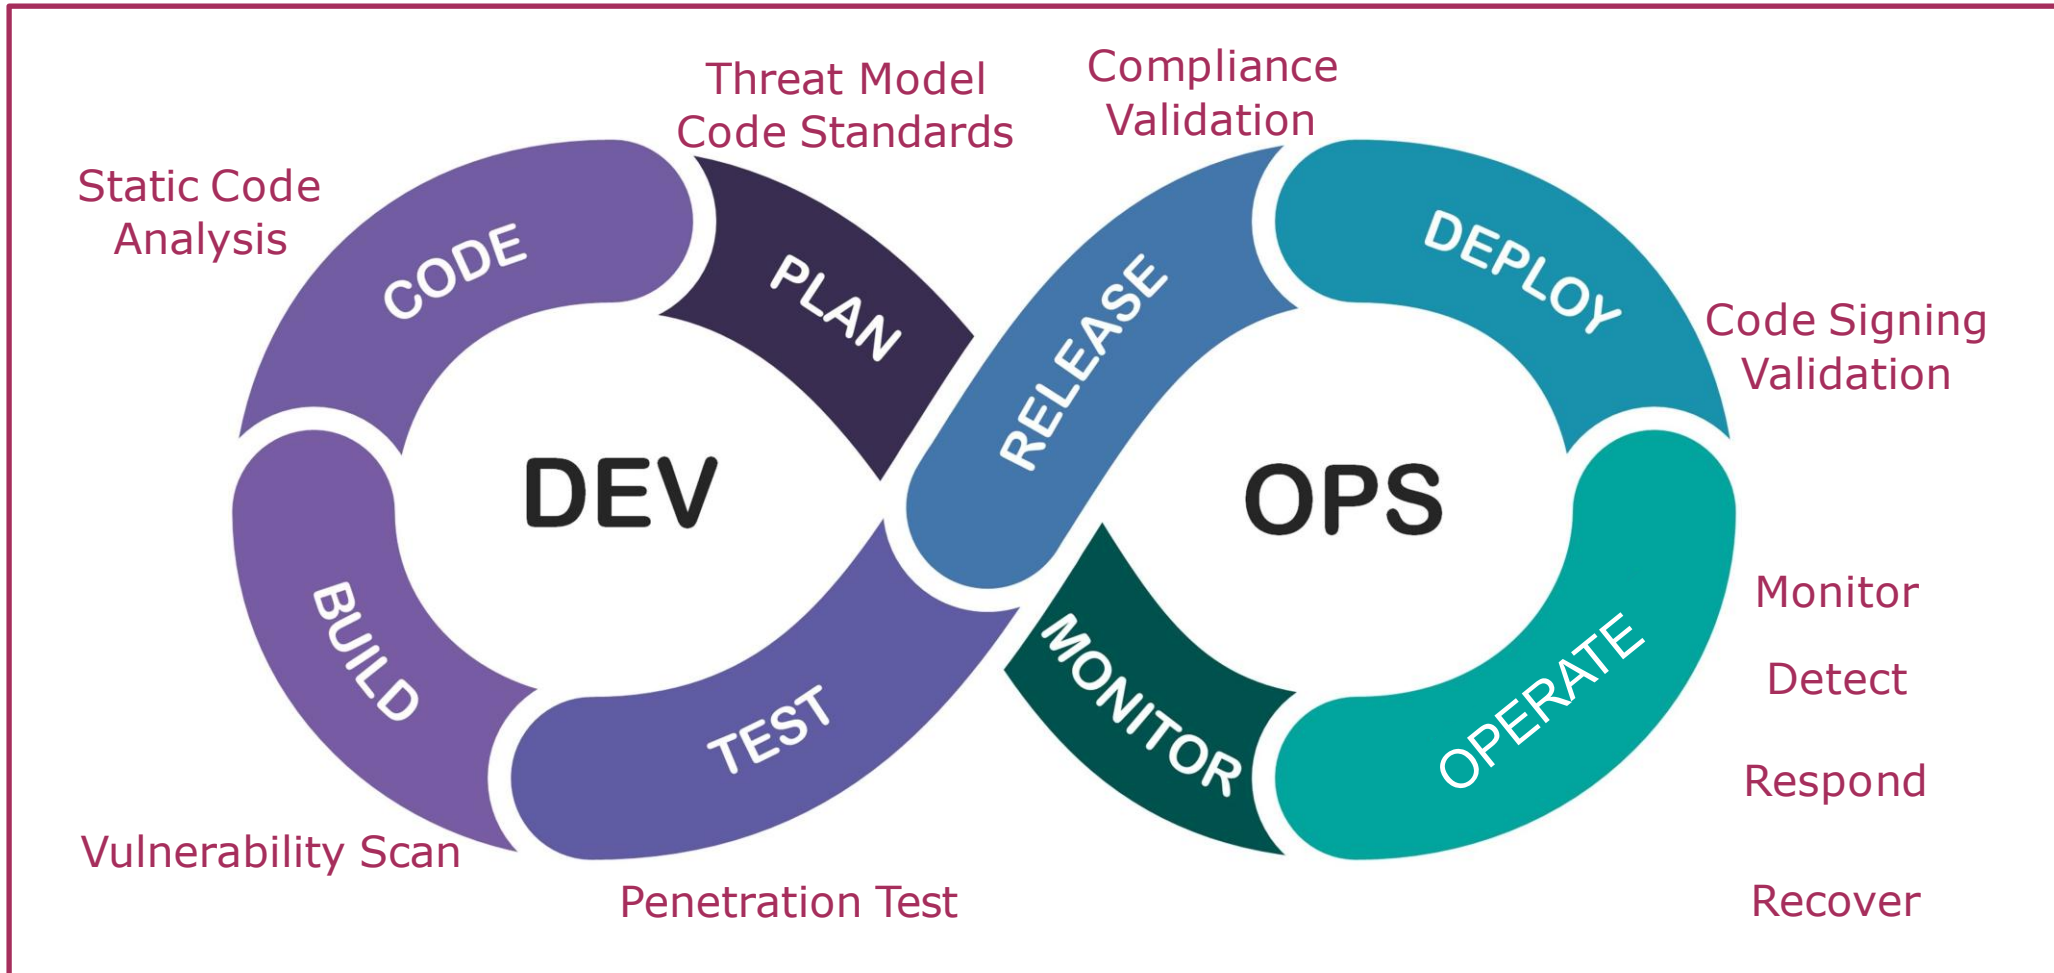 Threat Model
Code Standards
Compliance
Validation
Static Code
Analysis
CODE
PLAN
RELEASE
DEPLOY
Code Signing
Validation
DEV
OPS
BUILD
TEST
MONITOR
OPERATE
Monitor
Detect
Respond
Recover
Vulnerability Scan
Penetration Test